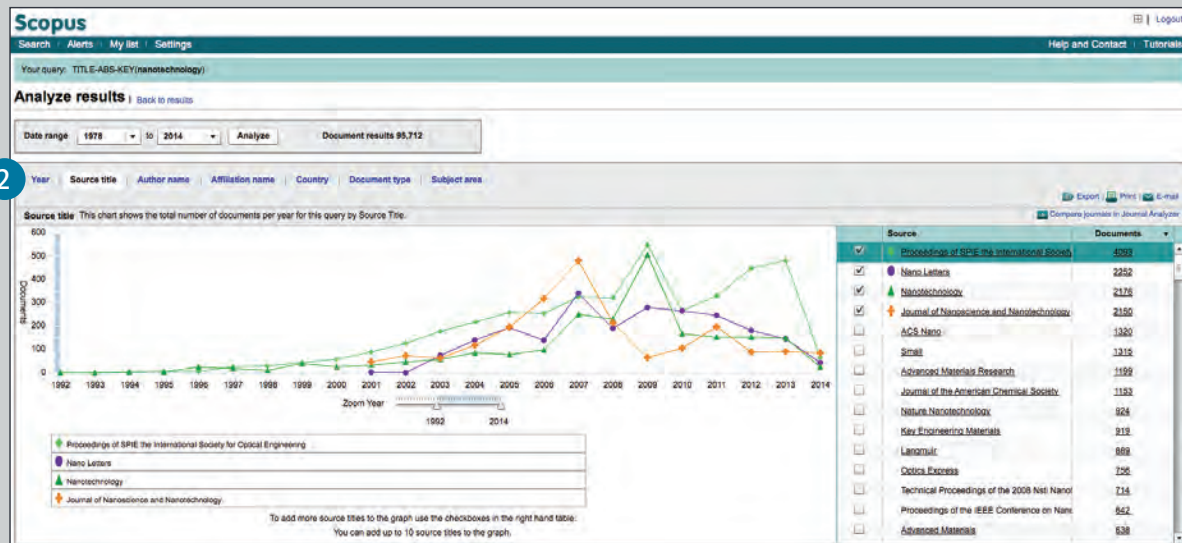 Scopus
Logout
Search Alerts My list Settings Help and Contact Tutorials
Your query: TITLE-ABS-KEY(nanotechnology)
Analyze results | Back to results
Date range 1978 to 2014 Analyze Document results 95,712
2
Year Source title Author name Affiliation name Country Document type Subject area
Export | Print | E-mail
Compare journals in Journal Analyzer
Source title This chart shows the total number of documents per year for this query by Source Title.
600
500
400
300
200
100
0
Documents
1992 1993 1994 1995 1996 1997 1998 1999 2000 2001 2002 2003 2004 2005 2006 2007 2008 2009 2010 2011 2012 2013 2014
Zoom Year
1992 2014
Proceedings of SPIE the International Society for Optical Engineering
Nano Letters
Nanotechnology
Journal of Nanoscience and Nanotechnology
To add more source titles to the graph use the checkboxes in the right hand table.
You can add up to 10 source titles to the graph.
Source Documents
Proceedings of SPIE the International Society 4093
Nano Letters 2252
Nanotechnology 2176
Journal of Nanoscience and Nanotechnology 2150
ACS Nano 1320
Small 1315
Advanced Materials Research 1199
Journal of the American Chemical Society 1153
Nature Nanotechnology 924
Key Engineering Materials 919
Langmuir 869
Optics Express 756
Technical Proceedings of the 2008 Nsti Nanot 714
Proceedings of the IEEE Conference on Nano 642
Advanced Materials 638